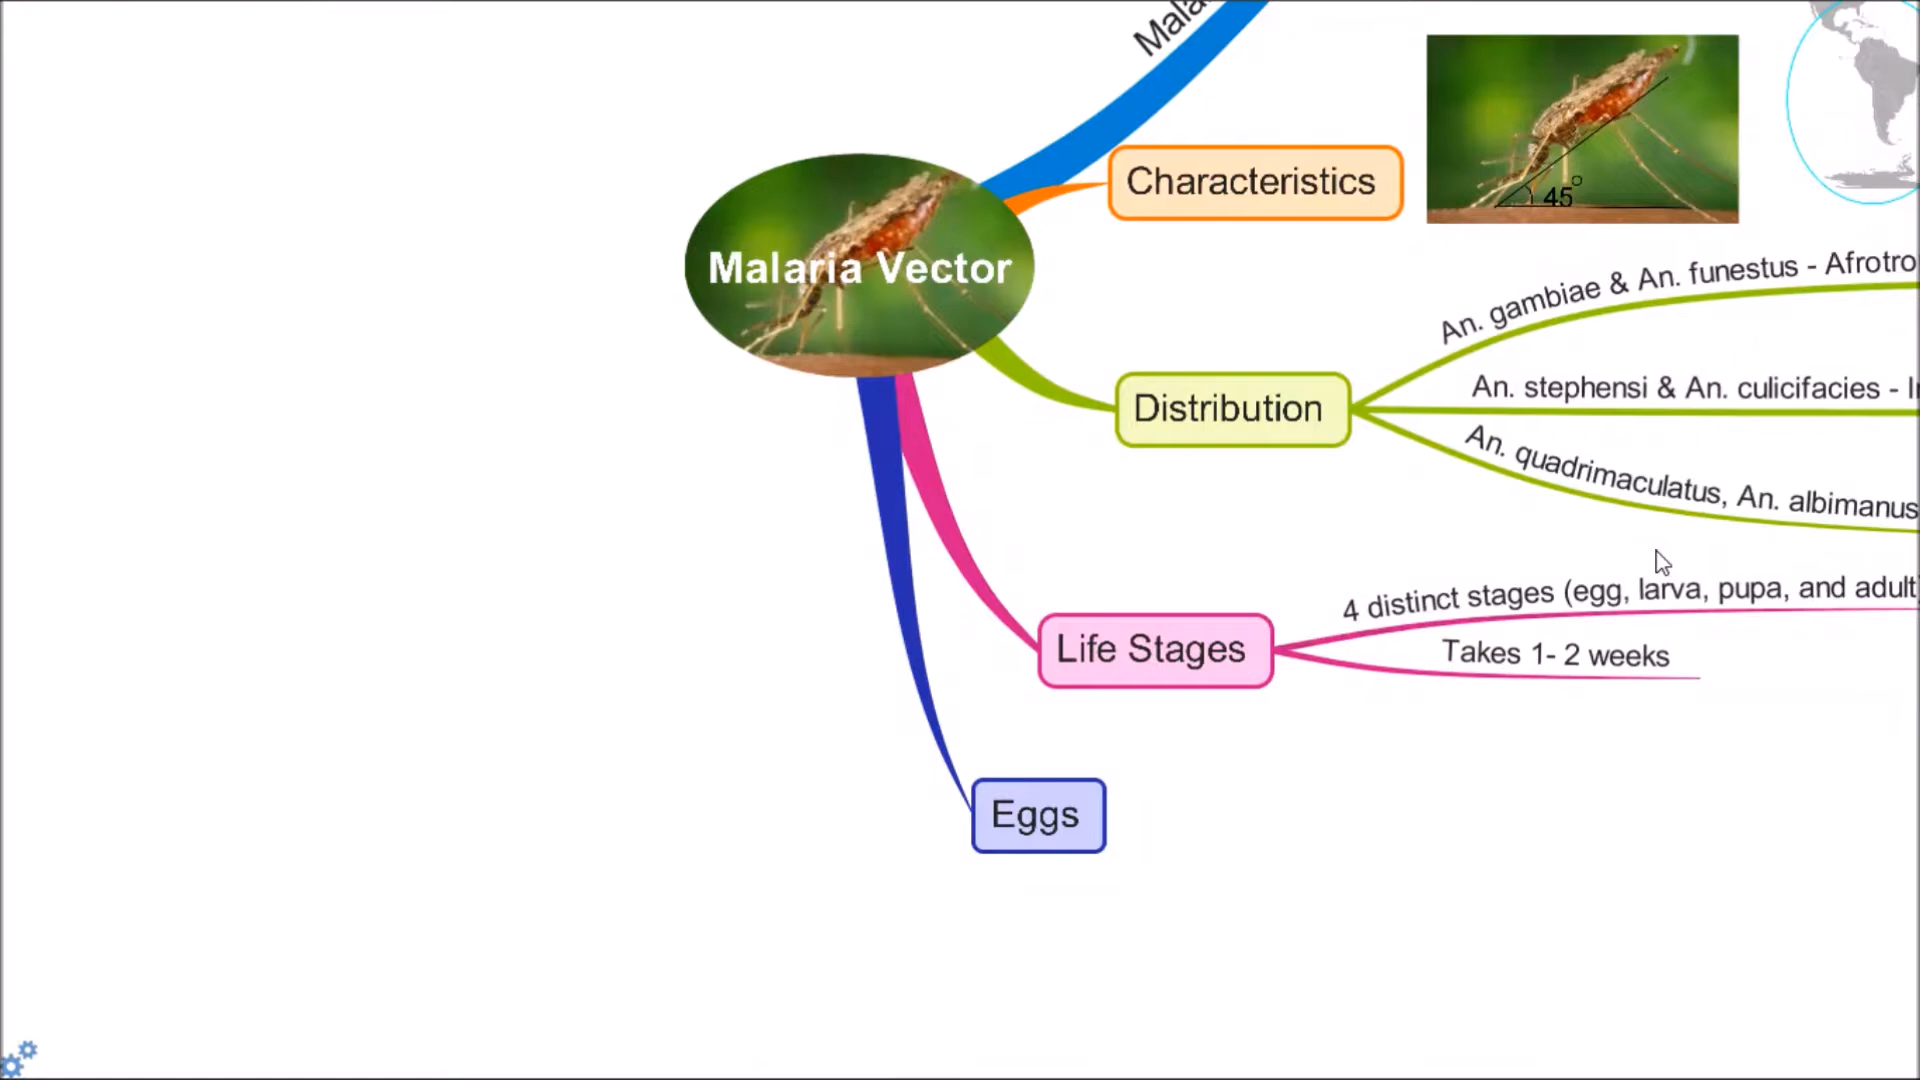 Characteristics
45°
Malaria Vector
An. gambiae & An. funestus - Afrotro
Distribution
An. stephensi & An. culicifacies -
An. quadrimaculatus, An. albimanus
4 distinct stages (egg, larva, pupa, and adult
Life Stages
Takes 1- 2 weeks
Eggs